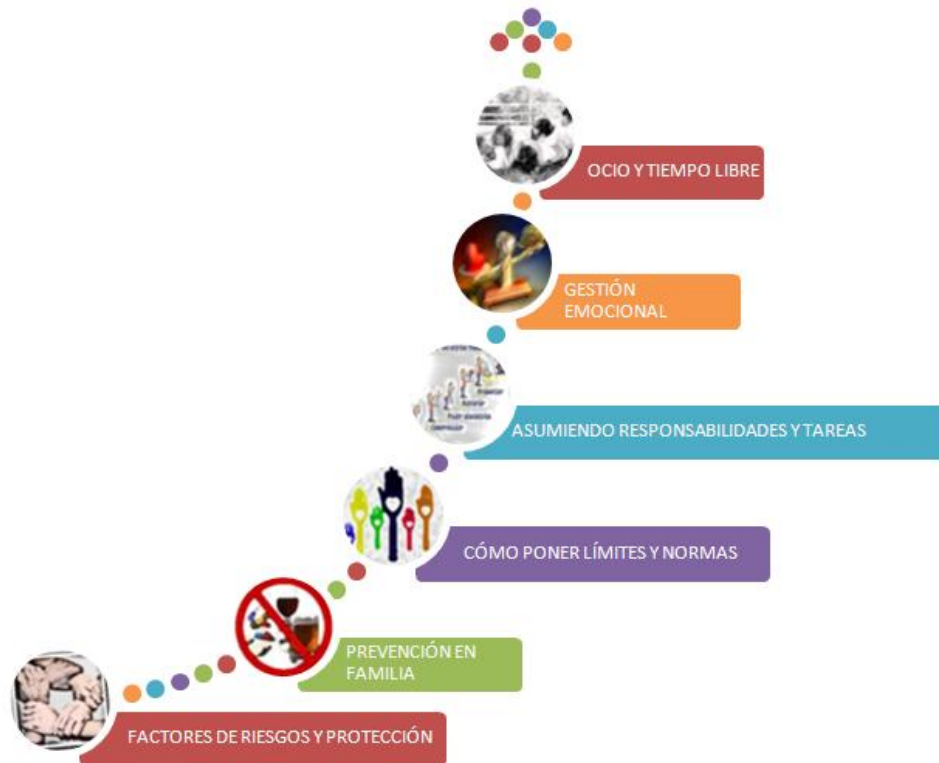 OCIO Y TIEMPO LIBRE
GESTIÓN
EMOCIONAL
ASUMIENDO RESPONSABILIDADES Y TAREAS
CÓMO PONER LÍMITES Y NORMAS
PREVENCIÓN EN
FAMILIA
FACTORES DE RIESGOS Y PROTECCIÓN